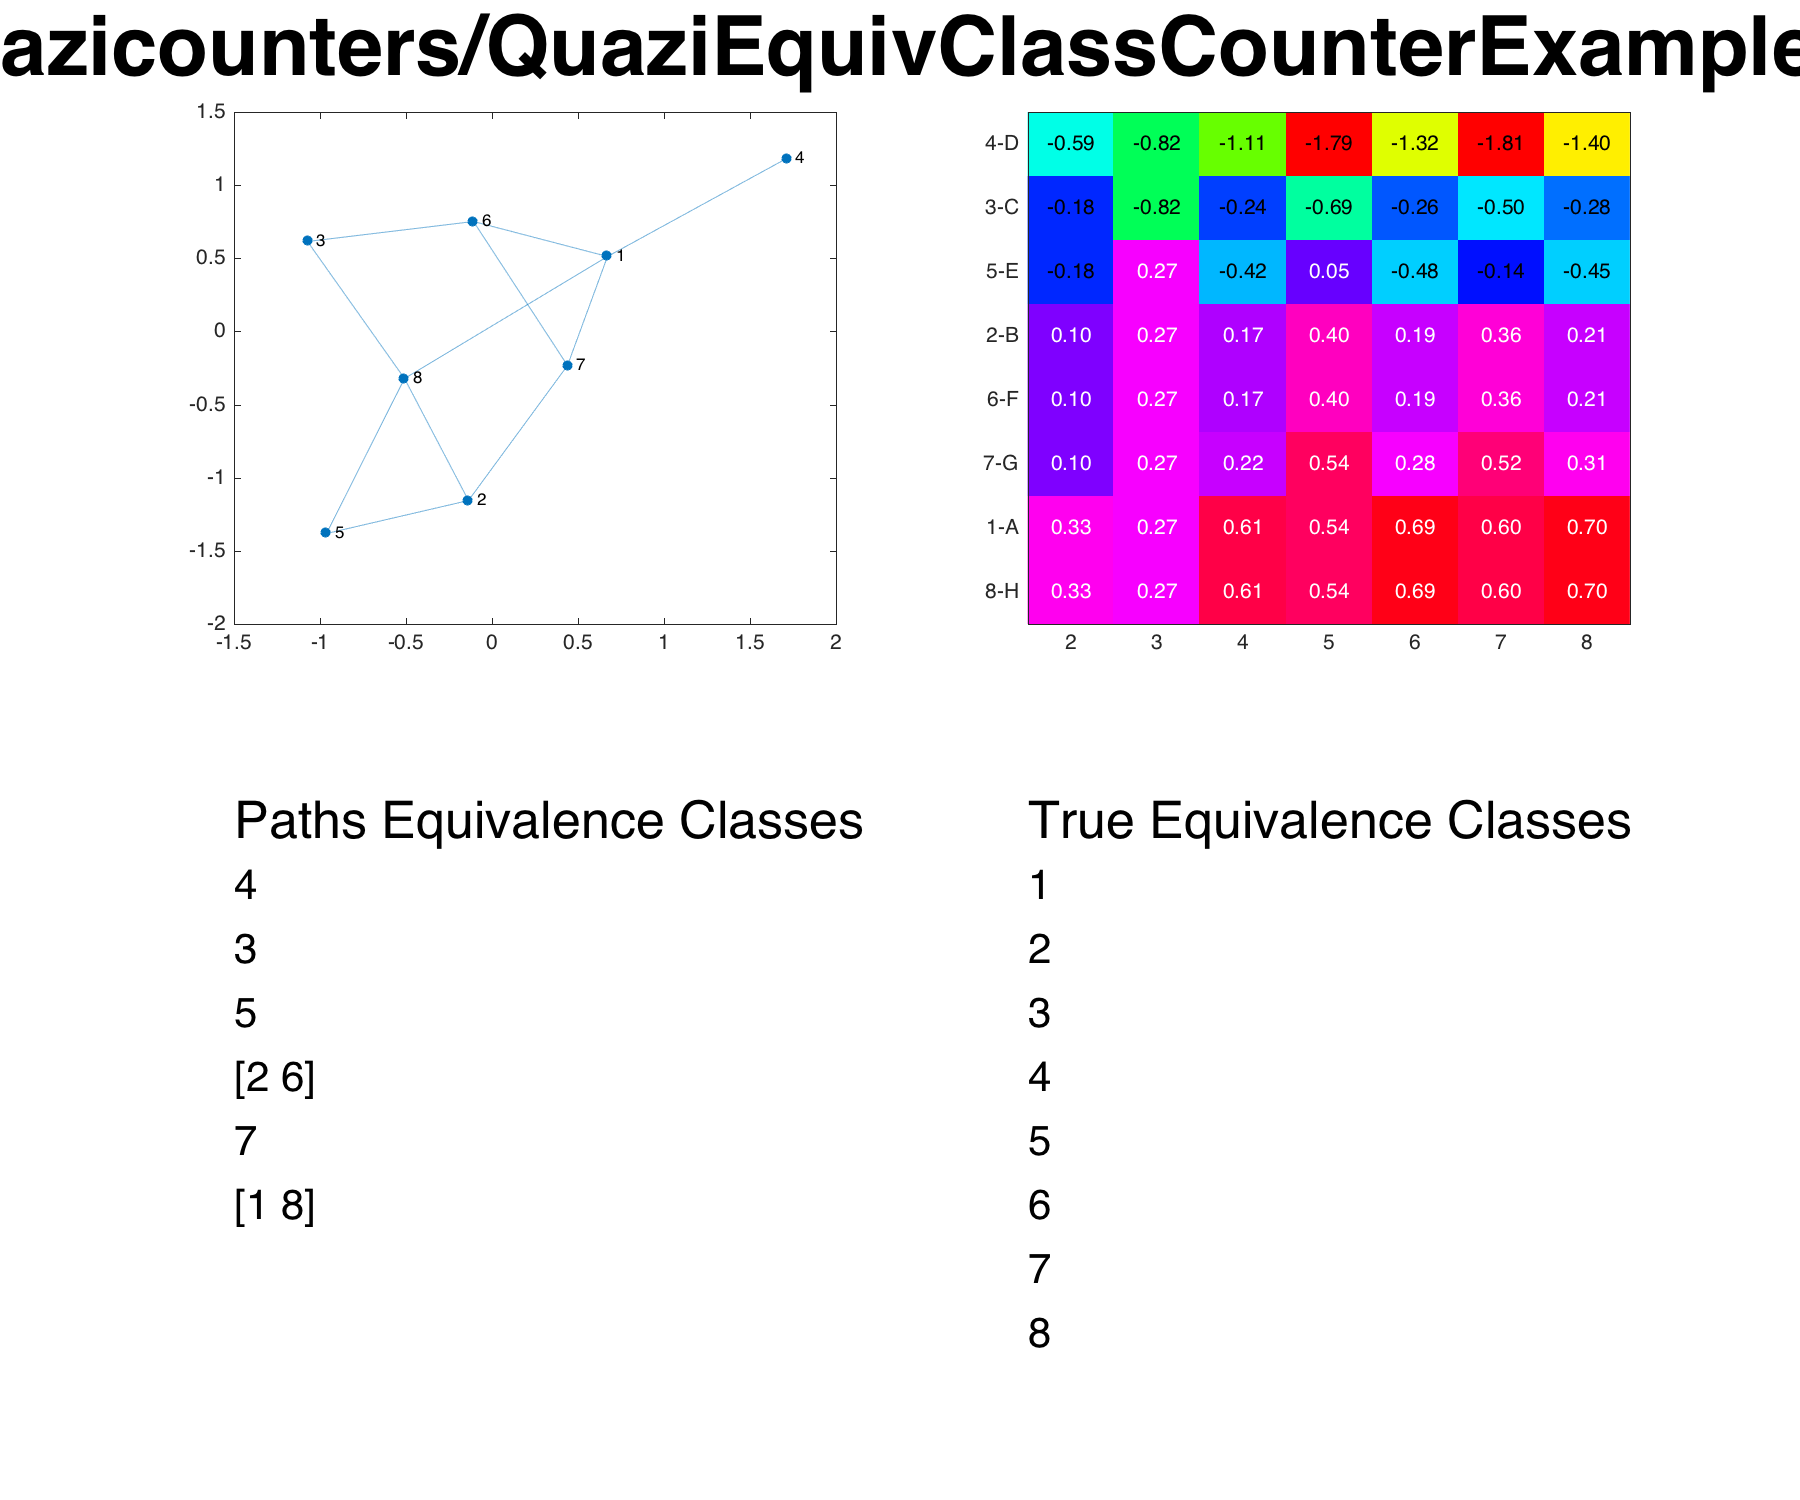 azicounters/QuaziEquivClassCounterExample
1.5
1
0.5
0
-0.5
-1
-1.5
-2
-1.5 -1 -0.5 0 0.5 1 1.5 2
4
6
3
1
7
8
2
5
4-D -0.59 -0.82 -1.11 -1.79 -1.32 -1.81 -1.40
3-C -0.18 -0.82 -0.24 -0.69 -0.26 -0.50 -0.28
5-E -0.18 0.27 -0.42 0.05 -0.48 -0.14 -0.45
2-B 0.10 0.27 0.17 0.40 0.19 0.36 0.21
6-F 0.10 0.27 0.17 0.40 0.19 0.36 0.21
7-G 0.10 0.27 0.22 0.54 0.28 0.52 0.31
1-A 0.33 0.27 0.61 0.54 0.69 0.60 0.70
8-H 0.33 0.27 0.61 0.54 0.69 0.60 0.70
2 3 4 5 6 7 8
Paths Equivalence Classes
4
3
5
[2 6]
7
[1 8]
True Equivalence Classes
1
2
3
4
5
6
7
8